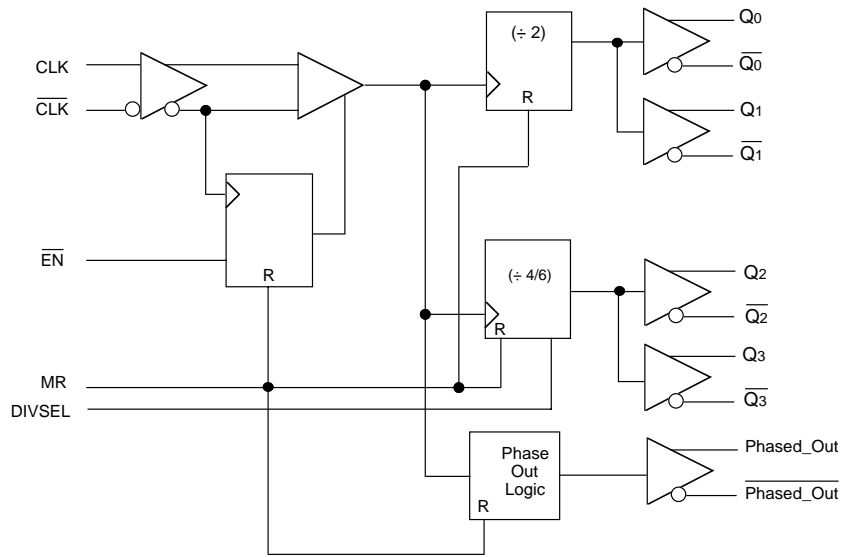 CLK
CLK
EN
MR
DIVSEL
R
(÷ 2)
R
(÷ 4/6)
R
Phase
Out
Logic
R
Q0
Q0
Q1
Q1
Q2
Q2
Q3
Q3
Phased_Out
Phased_Out